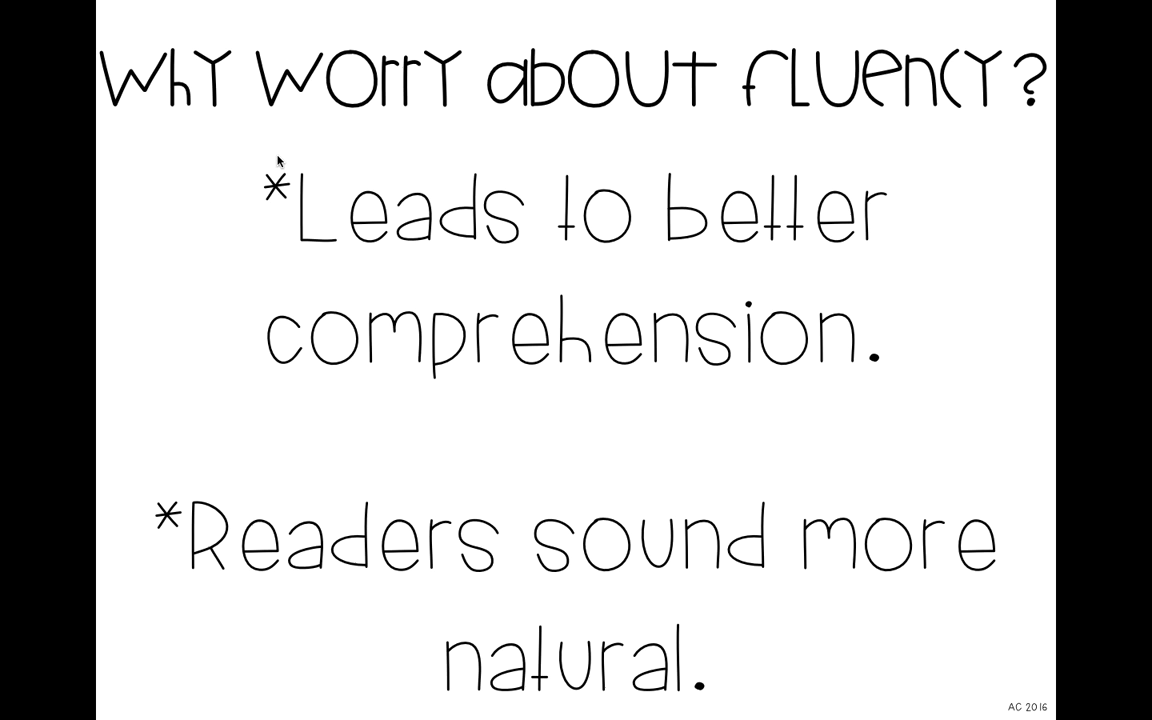 Why Worry about fluency?
*Leads to better
comprehension.
*Readers sound more
natural.
AC 2016